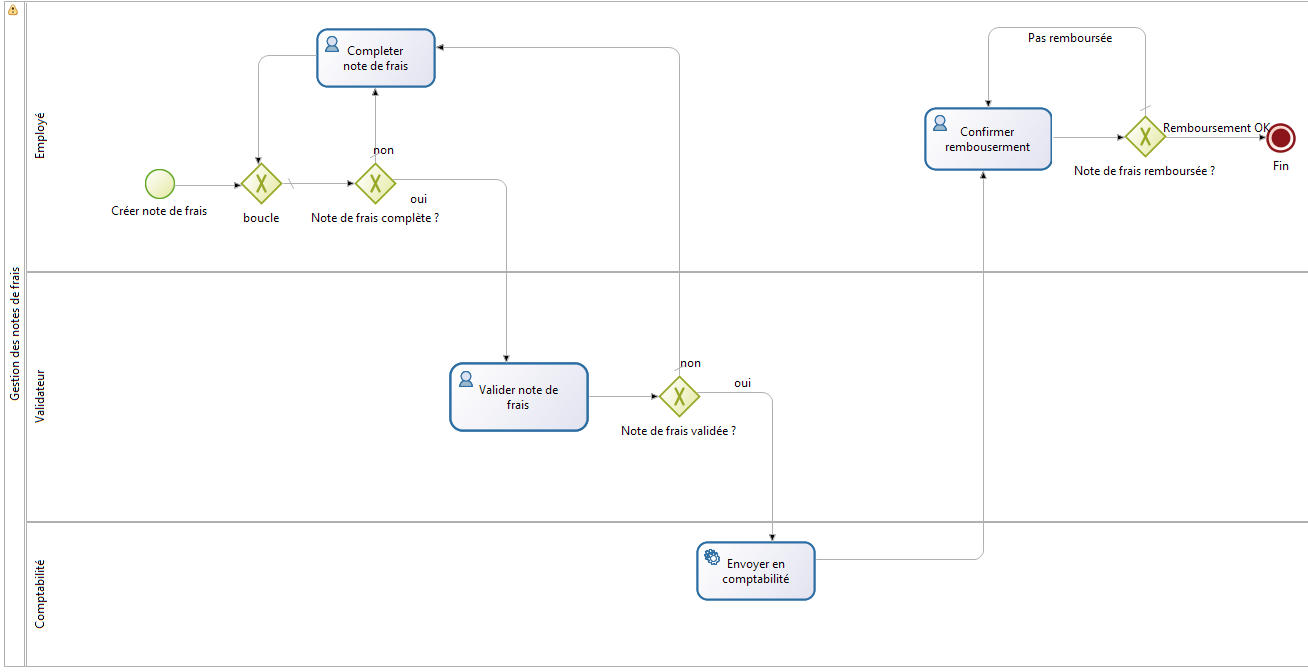 Gestion des notes de frais
Employé
Completer
note de frais
non
oui
Créer note de frais
boucle
Note de frais complète ?
Pas remboursée
Confirmer
rembouserment
Remboursement OK
Note de frais remboursée ?
Fin
Validateur
Valider note de
frais
non
oui
Note de frais validée ?
Comptabilité
Envoyer en
comptabilité